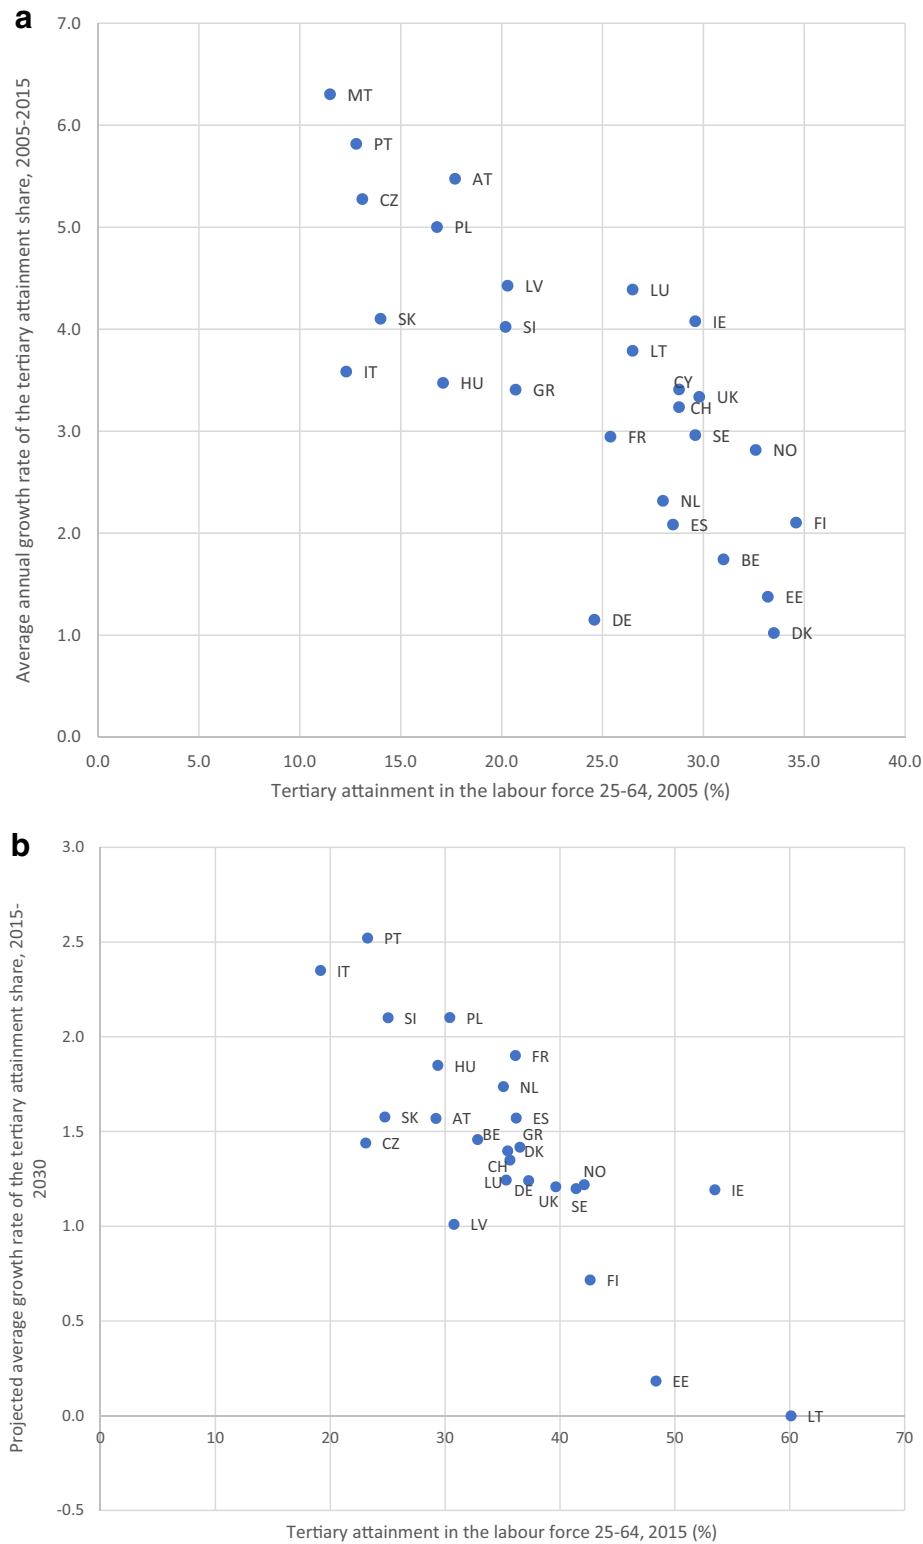 a
Average annual growth rate of the tertiary attainment share, 2005-2015
7.0
6.0
5.0
4.0
3.0
2.0
1.0
0.0
MT
PT
AT
CZ
PL
LV
LU
SK
SI
IE
LT
IT
HU
GR
CY
UK
CH
FR
SE
NO
NL
ES
FI
BE
EE
DE
DK
0.0 5.0 10.0 15.0 20.0 25.0 30.0 35.0 40.0
Tertiary attainment in the labour force 25-64, 2005 (%)
b
Projected average growth rate of the tertiary attainment share, 2015-
2030
3.0
2.5
2.0
1.5
1.0
0.5
0.0
-0.5
PT
IT
SI
PL
FR
HU
NL
SK
AT
ES
BE
GR
CZ
DK
CH
LU
DE
NO
UK
SE
IE
LV
FI
EE
LT
0 10 20 30 40 50 60 70
Tertiary attainment in the labour force 25-64, 2015 (%)